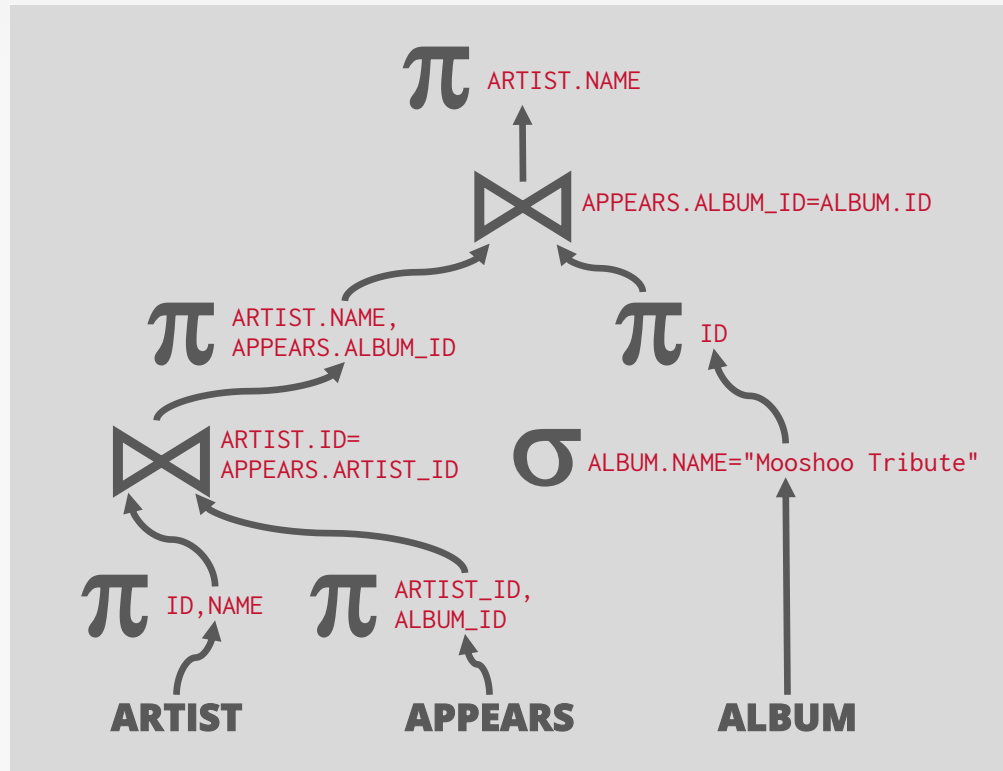 π ARTIST.NAME
⋈ APPEARS.ALBUM_ID=ALBUM.ID
π ARTIST.NAME,
APPEARS.ALBUM_ID
π ID
⋈ ARTIST.ID=
APPEARS.ARTIST_ID
σ ALBUM.NAME="Mooshoo Tribute"
π ID,NAME
π ARTIST_ID,
ALBUM_ID
ARTIST
APPEARS
ALBUM